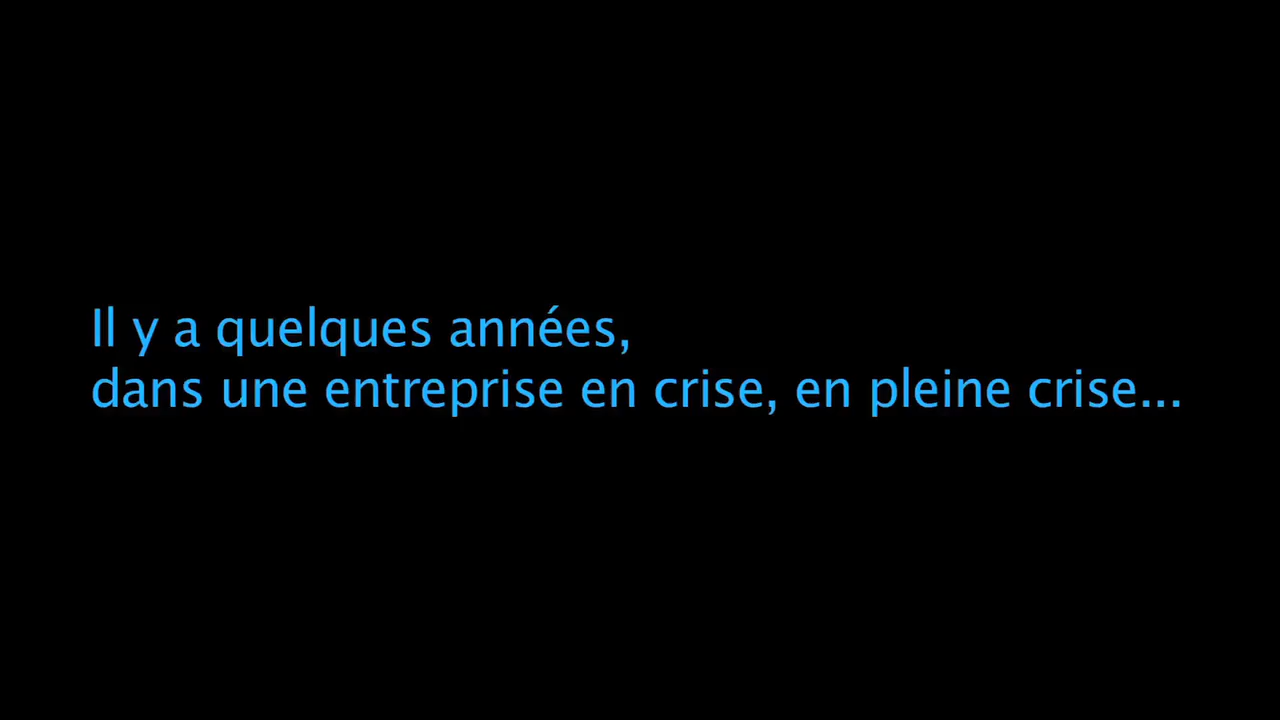 Il y a quelques années,
dans une entreprise en crise, en pleine crise...